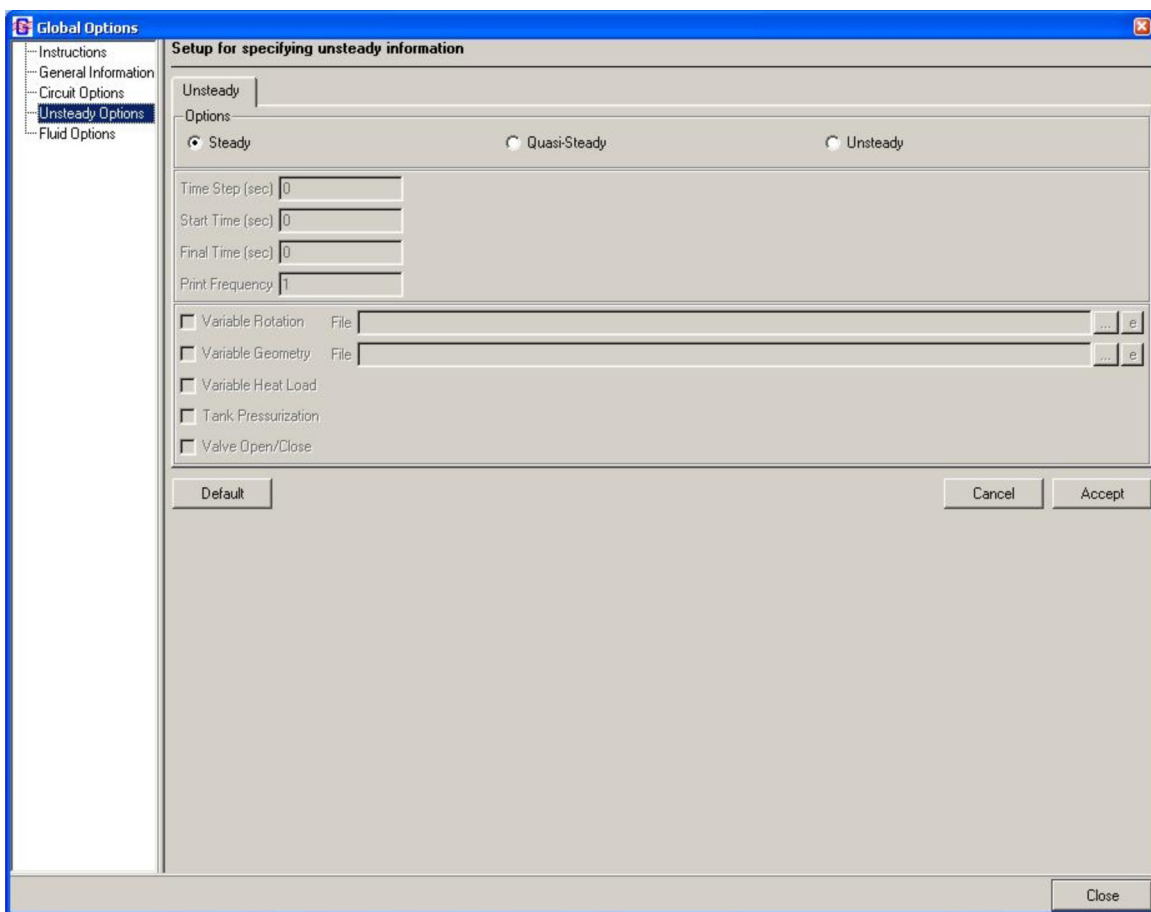 Global Options
Instructions
General Information
Circuit Options
Unsteady Options
Fluid Options
Setup for specifying unsteady information
Unsteady
Options
Steady Quasi-Steady Unsteady
Time Step (sec) 0
Start Time (sec) 0
Final Time (sec) 0
Print Frequency 1
Variable Rotation File ... e
Variable Geometry File ... e
Variable Heat Load
Tank Pressurization
Valve Open/Close
Default Cancel Accept
Close